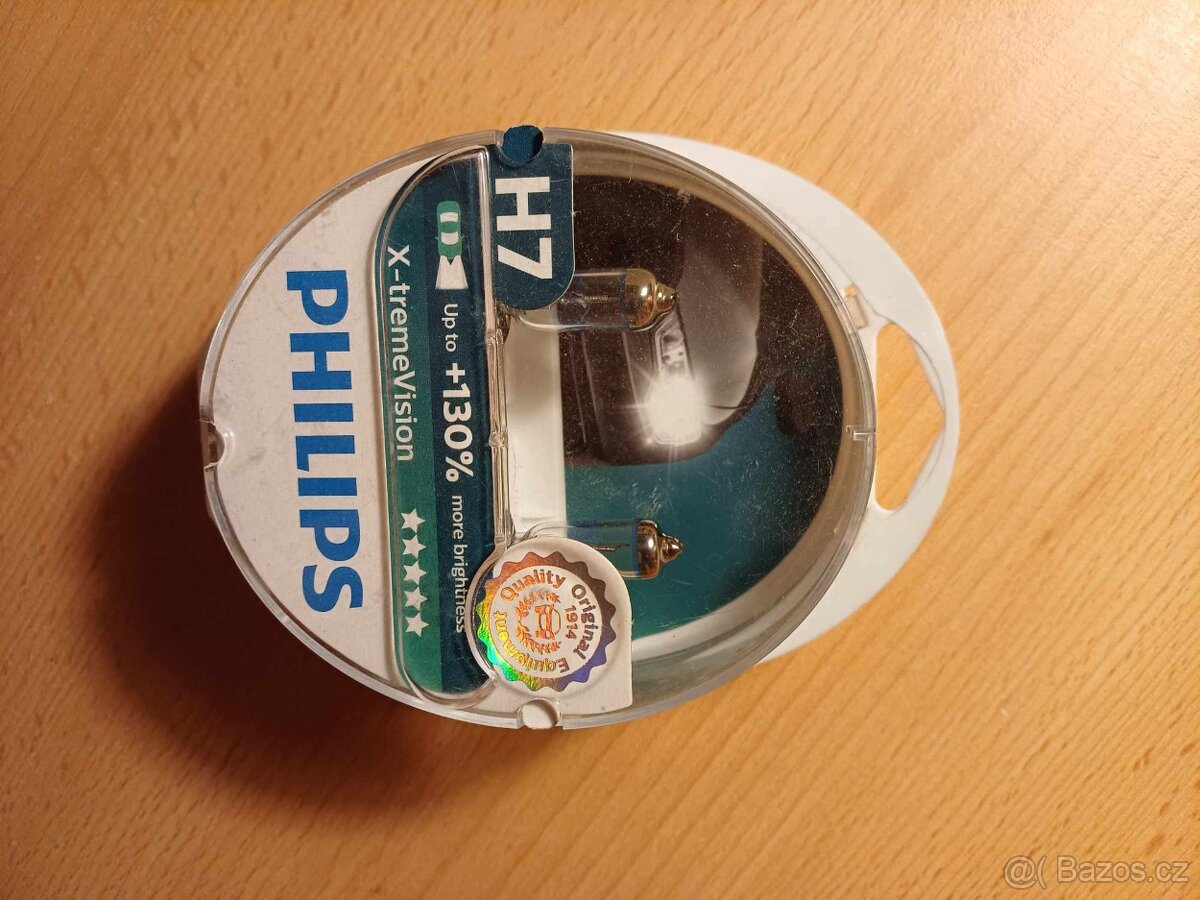 H7
Up to +130% more brightness
X-tremeVision
PHILIPS
Quality Original Equipment
1914
@( Bazos.cz